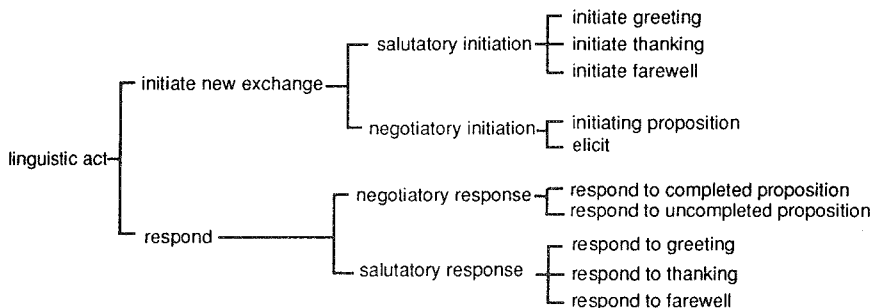 linguistic act
initiate new exchange
salutatory initiation
initiate greeting
initiate thanking
initiate farewell
negotiatory initiation
initiating proposition
elicit
respond
negotiatory response
respond to completed proposition
respond to uncompleted proposition
salutatory response
respond to greeting
respond to thanking
respond to farewell